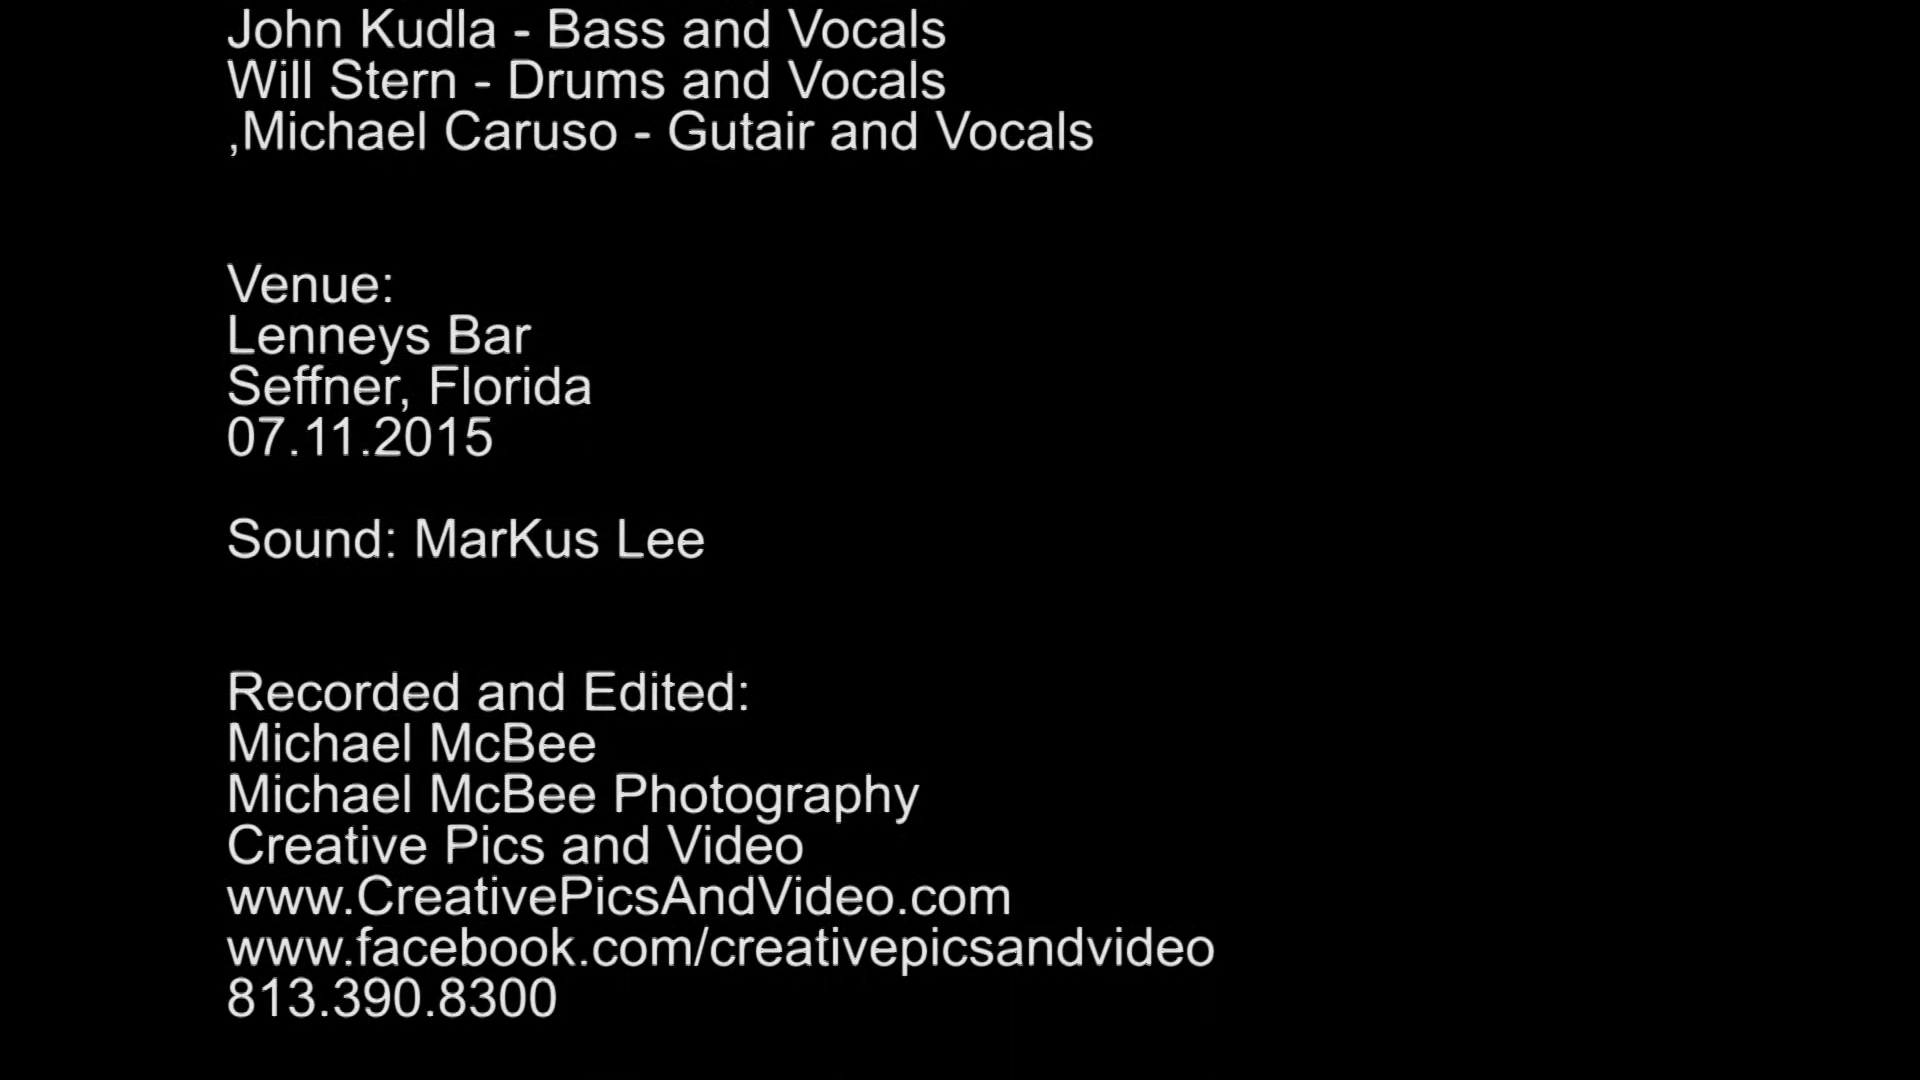 John Kudla - Bass and Vocals
Will Stern - Drums and Vocals
,Michael Caruso - Gutair and Vocals
Venue:
Lenneys Bar
Seffner, Florida
07.11.2015
Sound: MarKus Lee
Recorded and Edited:
Michael McBee
Michael McBee Photography
Creative Pics and Video
www.CreativePicsAndVideo.com
www.facebook.com/creativepicsandvideo
813.390.8300